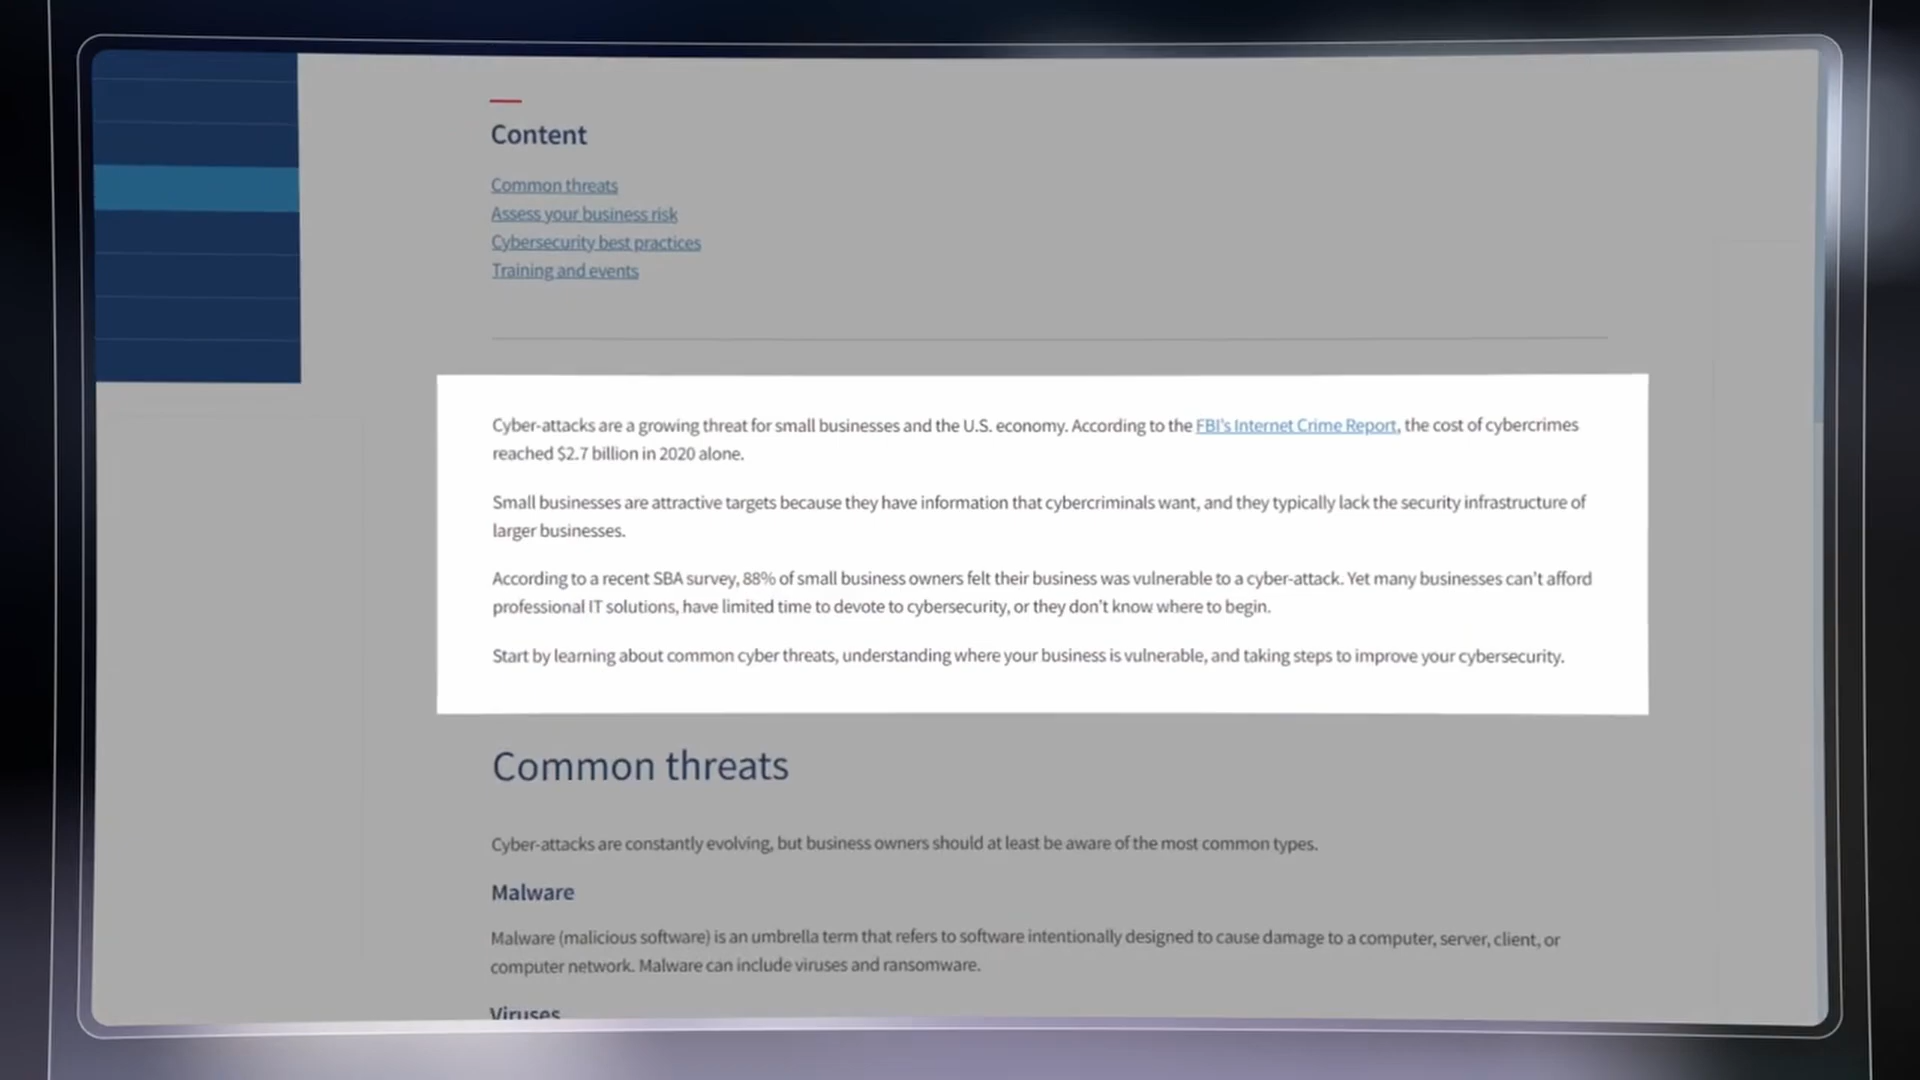 Content
Common threats
Assess your business risk
Cybersecurity best practices
Training and events
Cyber-attacks are a growing threat for small businesses and the U.S. economy. According to the FBI's Internet Crime Report, the cost of cybercrimes
reached $2.7 billion in 2020 alone.
Small businesses are attractive targets because they have information that cybercriminals want, and they typically lack the security infrastructure of
larger businesses.
According to a recent SBA survey, 88% of small business owners felt their business was vulnerable to a cyber-attack. Yet many businesses can't afford
professional IT solutions, have limited time to devote to cybersecurity, or they don't know where to begin.
Start by learning about common cyber threats, understanding where your business is vulnerable, and taking steps to improve your cybersecurity.
Common threats
Cyber-attacks are constantly evolving, but business owners should at least be aware of the most common types.
Malware
Malware (malicious software) is an umbrella term that refers to software intentionally designed to cause damage to a computer, server, client, or
computer network. Malware can include viruses and ransomware.
Viruses